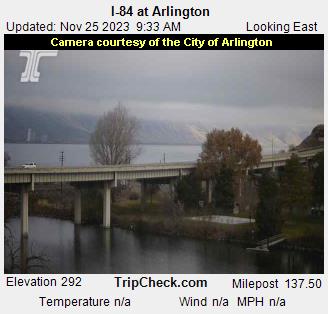 I-84 at Arlington
Updated: Nov 25 2023 9:33 AM Looking East
Camera courtesy of the City of Arlington
Elevation 292 TripCheck.com Milepost 137.50
Temperature n/a Wind n/a MPH n/a